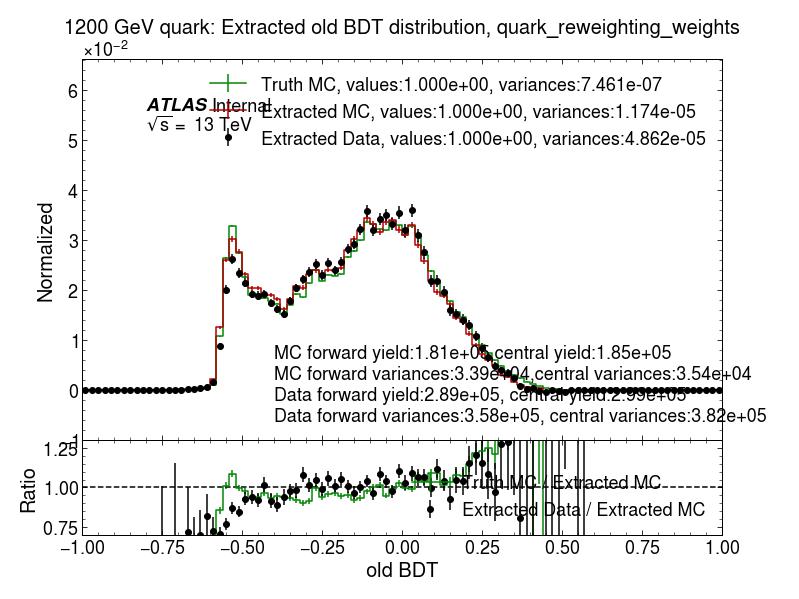 1200 GeV quark: Extracted old BDT distribution, quark_reweighting_weights
×10⁻²
Truth MC, values:1.000e+00, variances:7.461e-07
ATLAS Internal
Extracted MC, values:1.000e+00, variances:1.174e-05
√s = 13 TeV
Extracted Data, values:1.000e+00, variances:4.862e-05
6
5
4
3
2
1
0
1
Normalized
MC forward yield:1.81e+05, central yield:1.85e+05
MC forward variances:3.39e+04,central variances:3.54e+04
Data forward yield:2.89e+05, central yield:2.99e+05
Data forward variances:3.58e+05, central variances:3.82e+05
1.25
1.00
0.75
Ratio
Truth MC / Extracted MC
Extracted Data / Extracted MC
−1.00 −0.75 −0.50 −0.25 0.00 0.25 0.50 0.75 1.00
old BDT